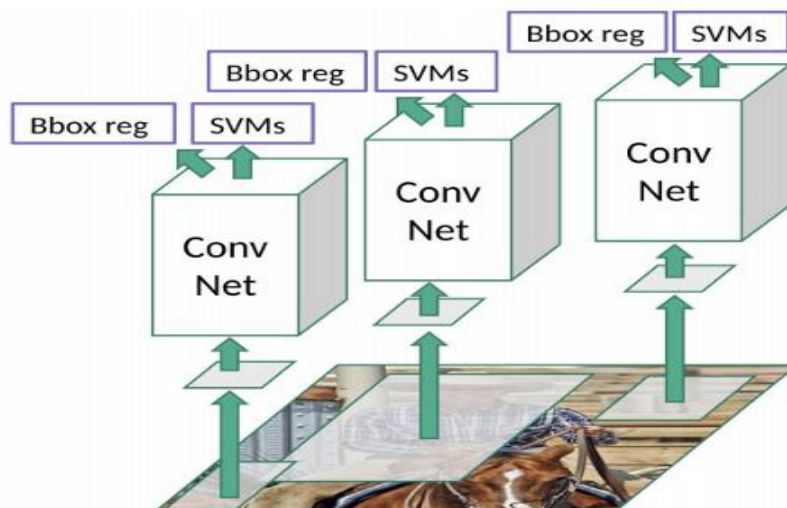 Bbox reg SVMs
Bbox reg SVMs
Bbox reg SVMs
Conv
Net
Conv
Net
Conv
Net